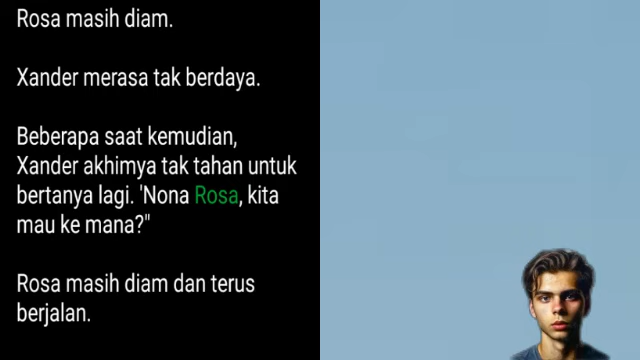 Rosa masih diam.
Xander merasa tak berdaya.
Beberapa saat kemudian,
Xander akhimya tak tahan untuk
bertanya lagi. 'Nona Rosa, kita
mau ke mana?"
Rosa masih diam dan terus
berjalan.